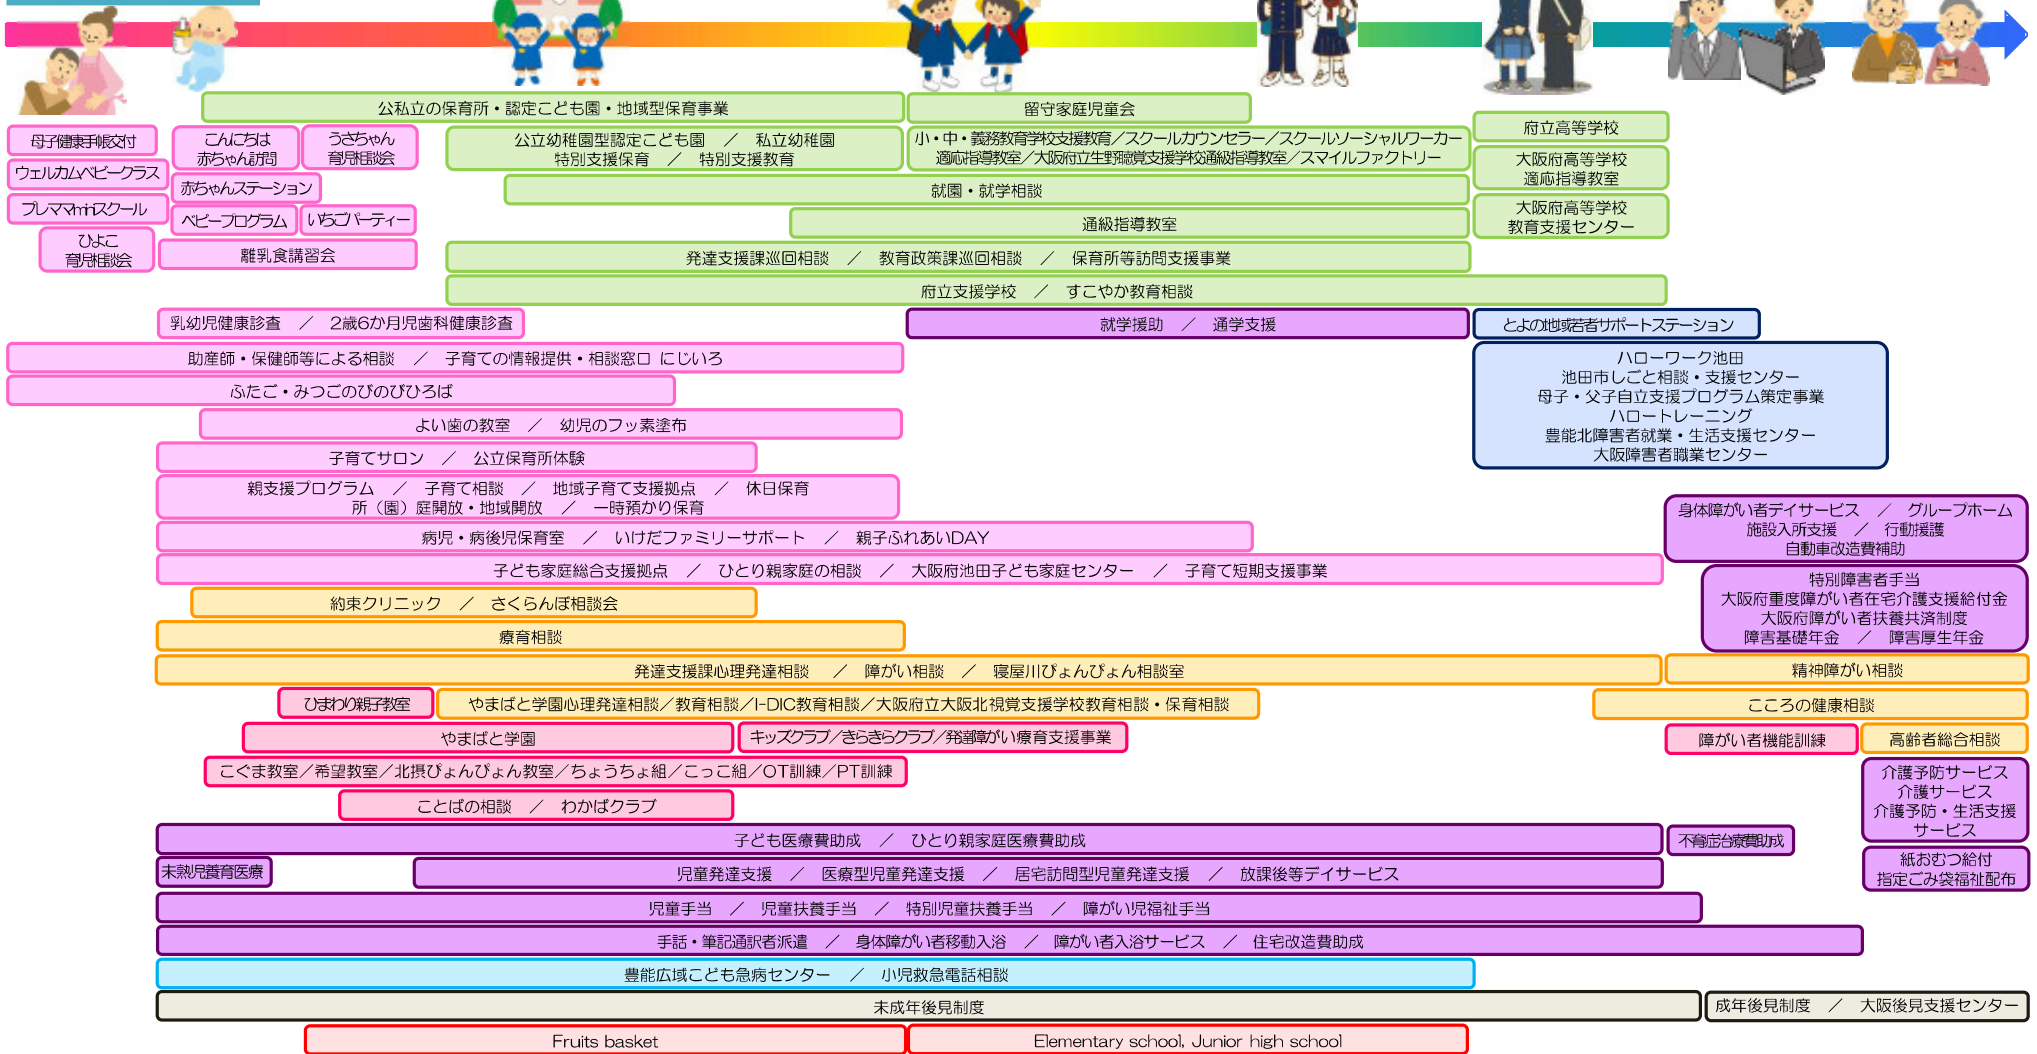 公私立の保育所・認定こども園・地域型保育事業
留守家庭児童会
母子健康手帳交付
こんにちは
赤ちゃん訪問
うさちゃん
育児相談会
公立幼稚園型認定こども園　／　私立幼稚園
特別支援保育　／　特別支援教育
小・中・義務教育学校支援教育／スクールカウンセラー／スクールソーシャルワーカー
適応指導教室／大阪府立生野聴覚支援学校通級指導教室／スマイルファクトリー
府立高等学校
ウェルカムベビークラス
赤ちゃんステーション
就園・就学相談
大阪府高等学校
適応指導教室
プレママminiスクール
ベビープログラム
いちごパーティー
通級指導教室
大阪府高等学校
教育支援センター
ひよこ
育児相談会
離乳食講習会
発達支援課巡回相談　／　教育政策課巡回相談　／　保育所等訪問支援事業
府立支援学校　／　すこやか教育相談
乳幼児健康診査　／　2歳6か月児歯科健康診査
就学援助　／　通学支援
とよの地域若者サポートステーション
助産師・保健師等による相談　／　子育ての情報提供・相談窓口 にじいろ
ハローワーク池田
池田市しごと相談・支援センター
母子・父子自立支援プログラム策定事業
ハロートレーニング
豊能北障害者就業・生活支援センター
大阪障害者職業センター
ふたご・みつごのびのびひろば
よい歯の教室　／　幼児のフッ素塗布
子育てサロン　／　公立保育所体験
親支援プログラム　／　子育て相談　／　地域子育て支援拠点　／　休日保育
所（園）庭開放・地域開放　／　一時預かり保育
身体障がい者デイサービス　／　グループホーム
施設入所支援　／　行動援護
自動車改造費補助
病児・病後児保育室　／　いけだファミリーサポート　／　親子ふれあいDAY
子ども家庭総合支援拠点　／　ひとり親家庭の相談　／　大阪府池田子ども家庭センター　／　子育て短期支援事業
特別障害者手当
大阪府重度障がい者在宅介護支援給付金
大阪府障がい者扶養共済制度
障害基礎年金　／　障害厚生年金
約束クリニック　／　さくらんぼ相談会
療育相談
発達支援課心理発達相談　／　障がい相談　／　寝屋川ぴょんぴょん相談室
精神障がい相談
ひまわり親子教室
やまばと学園心理発達相談／教育相談／I-DIC教育相談／大阪府立大阪北視覚支援学校教育相談・保育相談
こころの健康相談
やまばと学園
キッズクラブ／きらきらクラブ／発達障がい療育支援事業
障がい者機能訓練
高齢者総合相談
こぐま教室／希望教室／北摂ぴょんぴょん教室／ちょうちょ組／こっこ組／OT訓練／PT訓練
介護予防サービス
介護サービス
介護予防・生活支援
サービス
ことばの相談　／　わかばクラブ
子ども医療費助成　／　ひとり親家庭医療費助成
不育症治療費助成
未熟児養育医療
児童発達支援　／　医療型児童発達支援　／　居宅訪問型児童発達支援　／　放課後等デイサービス
紙おむつ給付
指定ごみ袋福祉配布
児童手当　／　児童扶養手当　／　特別児童扶養手当　／　障がい児福祉手当
手話・筆記通訳者派遣　／　身体障がい者移動入浴　／　障がい者入浴サービス　／　住宅改造費助成
豊能広域こども急病センター　／　小児救急電話相談
未成年後見制度
成年後見制度　／　大阪後見支援センター
Fruits basket
Elementary school, Junior high school